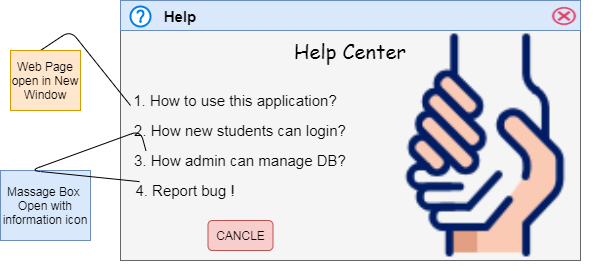 Help
Help Center
Web Page
open in New
Window
1. How to use this application?
2. How new students can login?
3. How admin can manage DB?
4. Report bug !
Massage Box
Open with
information icon
CANCLE